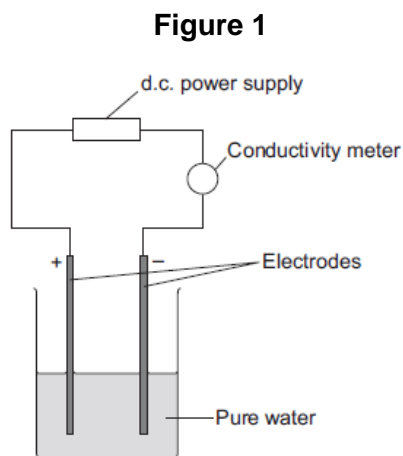 Figure 1
d.c. power supply
Conductivity meter
+
–
Electrodes
Pure water